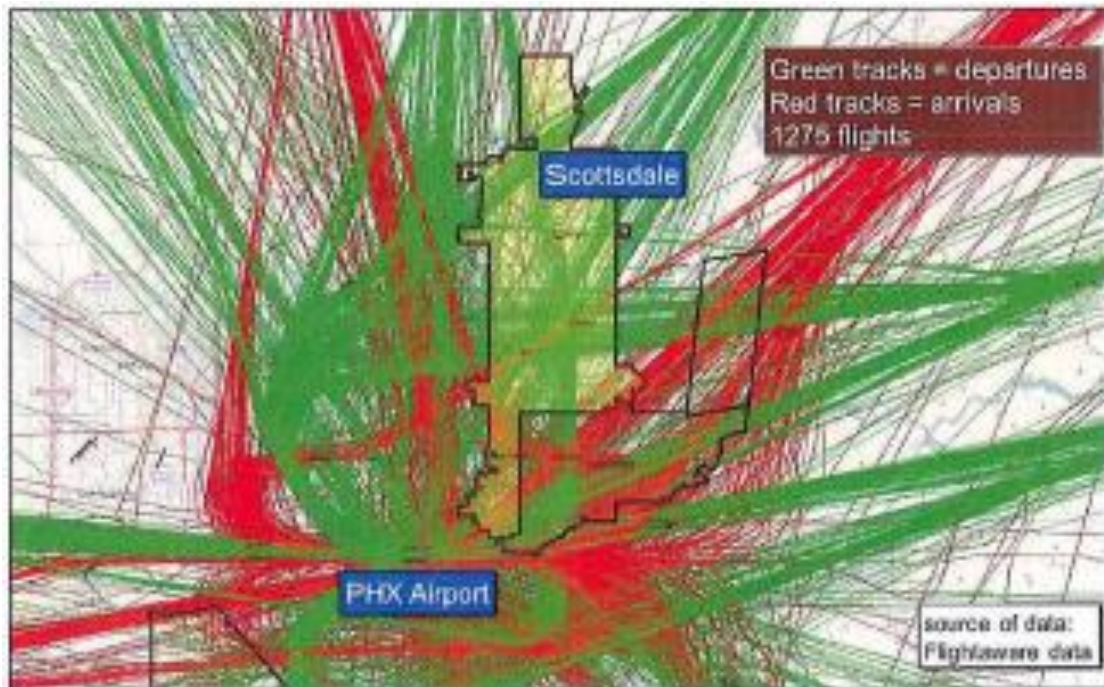 Green tracks = departures
Red tracks = arrivals
1275 flights
Scottsdale
PHX Airport
source of data:
Flightaware data